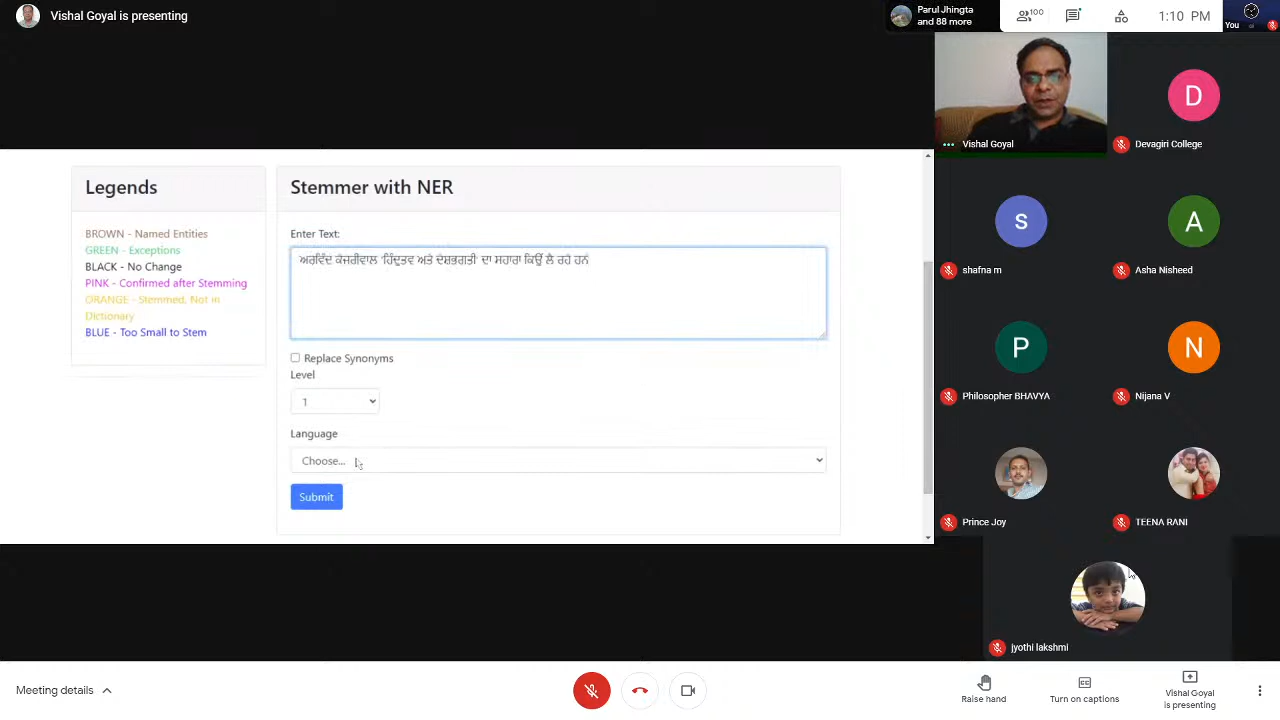 Vishal Goyal is presenting
Parul Jhingta
and 88 more
100
1:10 PM
You
Legends
BROWN - Named Entities
GREEN - Exceptions
BLACK - No Change
PINK - Confirmed after Stemming
ORANGE - Stemmed, Not in
Dictionary
BLUE - Too Small to Stem
Stemmer with NER
Enter Text:
ਅਰਵਿੰਦ ਕੇਜਰੀਵਾਲ 'ਹਿੰਦੁਤਵ ਅਤੇ ਦੇਸ਼ਭਗਤੀ' ਦਾ ਸਹਾਰਾ ਕਿਉਂ ਲੈ ਰਹੇ ਹਨ
Replace Synonyms
Level
1
Language
Choose...
Submit
Vishal Goyal
D
Devagiri College
s
shafna m
A
Asha Nisheed
P
Philosopher BHAVYA
N
Nijana V
Prince Joy
TEENA RANI
jyothi lakshmi
Meeting details
Raise hand
CC
Turn on captions
Vishal Goyal
is presenting